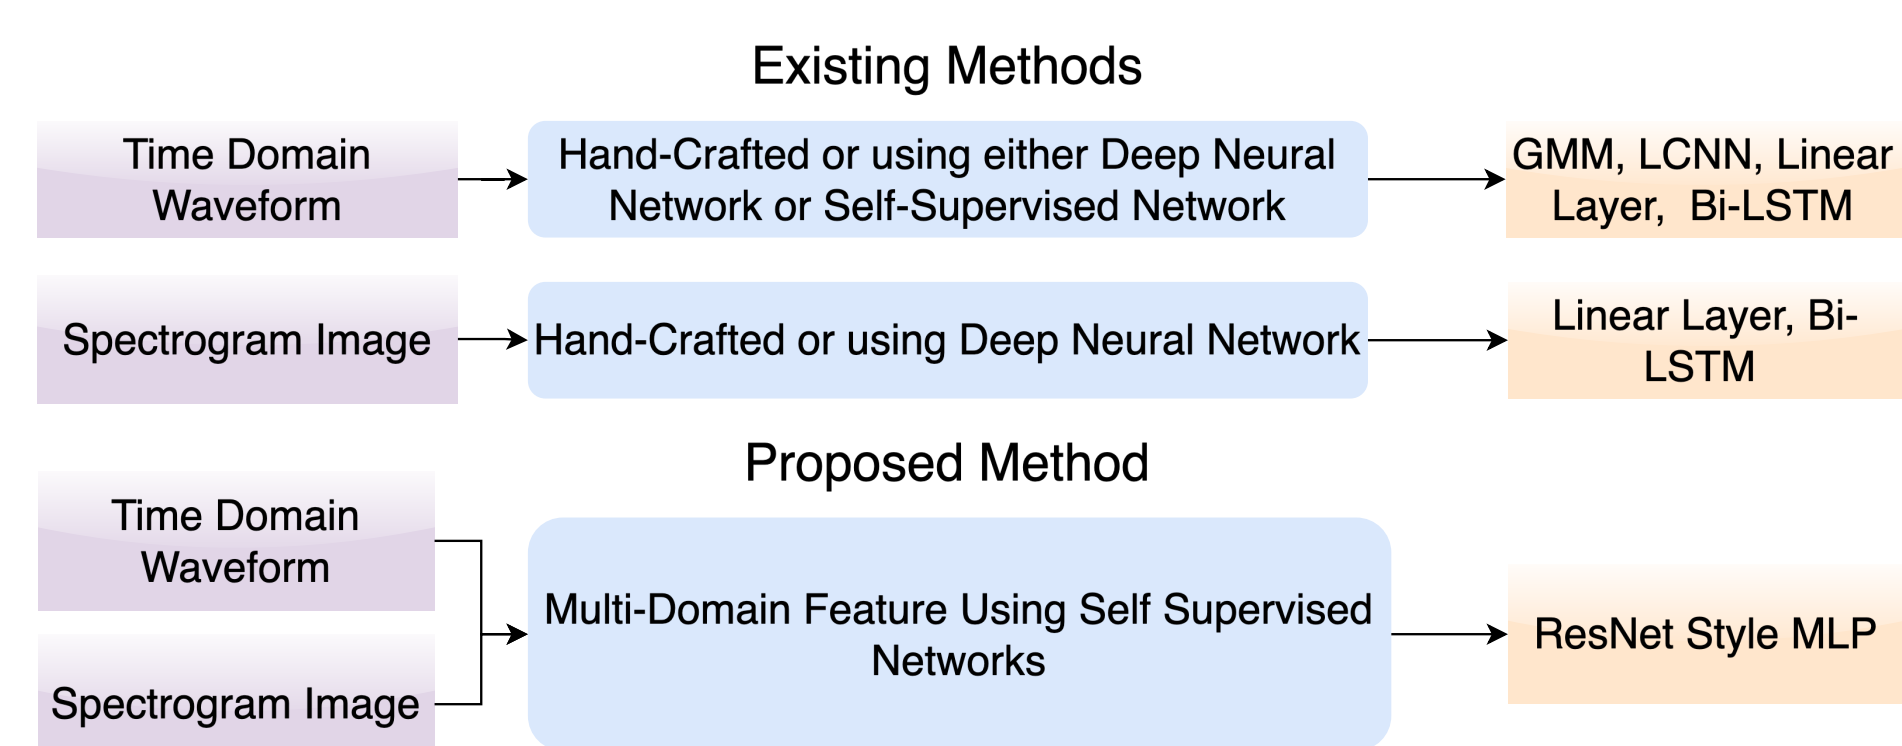 Existing Methods
Time Domain
Waveform
Hand-Crafted or using either Deep Neural
Network or Self-Supervised Network
GMM, LCNN, Linear
Layer,  Bi-LSTM
Spectrogram Image
Hand-Crafted or using Deep Neural Network
Linear Layer, Bi-
LSTM
Proposed Method
Time Domain
Waveform
Spectrogram Image
Multi-Domain Feature Using Self Supervised
Networks
ResNet Style MLP